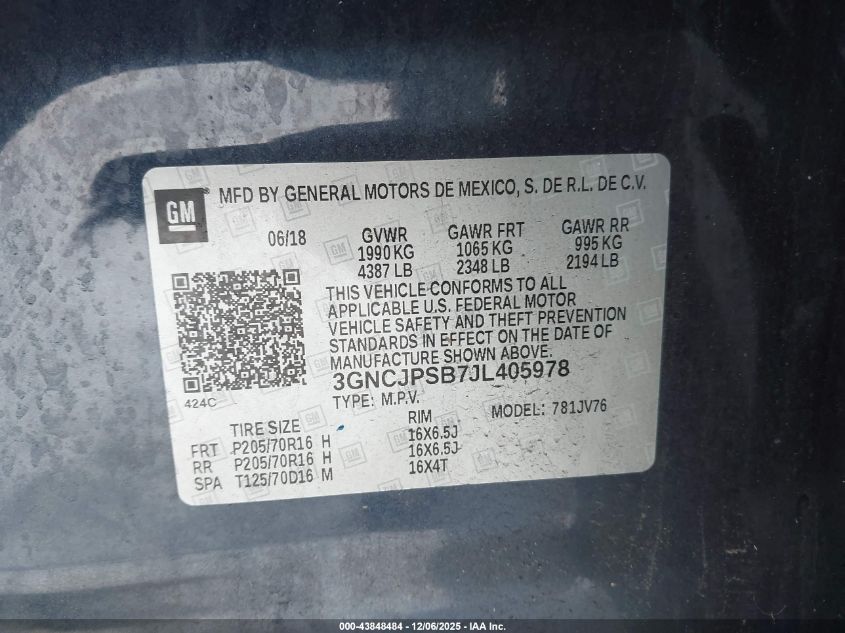 GM
MFD BY GENERAL MOTORS DE MEXICO, S. DE R.L. DE C.V.
06/18 GVWR GAWR FRT GAWR RR
1990 KG 1065 KG 995 KG
4387 LB 2348 LB 2194 LB
THIS VEHICLE CONFORMS TO ALL
APPLICABLE U.S. FEDERAL MOTOR
VEHICLE SAFETY AND THEFT PREVENTION
STANDARDS IN EFFECT ON THE DATE OF
MANUFACTURE SHOWN ABOVE.
3GNCJPSB7JL405978
424C
TYPE: M.P.V. MODEL: 781JV76
TIRE SIZE RIM
FRT P205/70R16 H 16X6.5J
RR P205/70R16 H 16X6.5J
SPA T125/70D16 M 16X4T
000-43848484 - 12/06/2025 - IAA Inc.